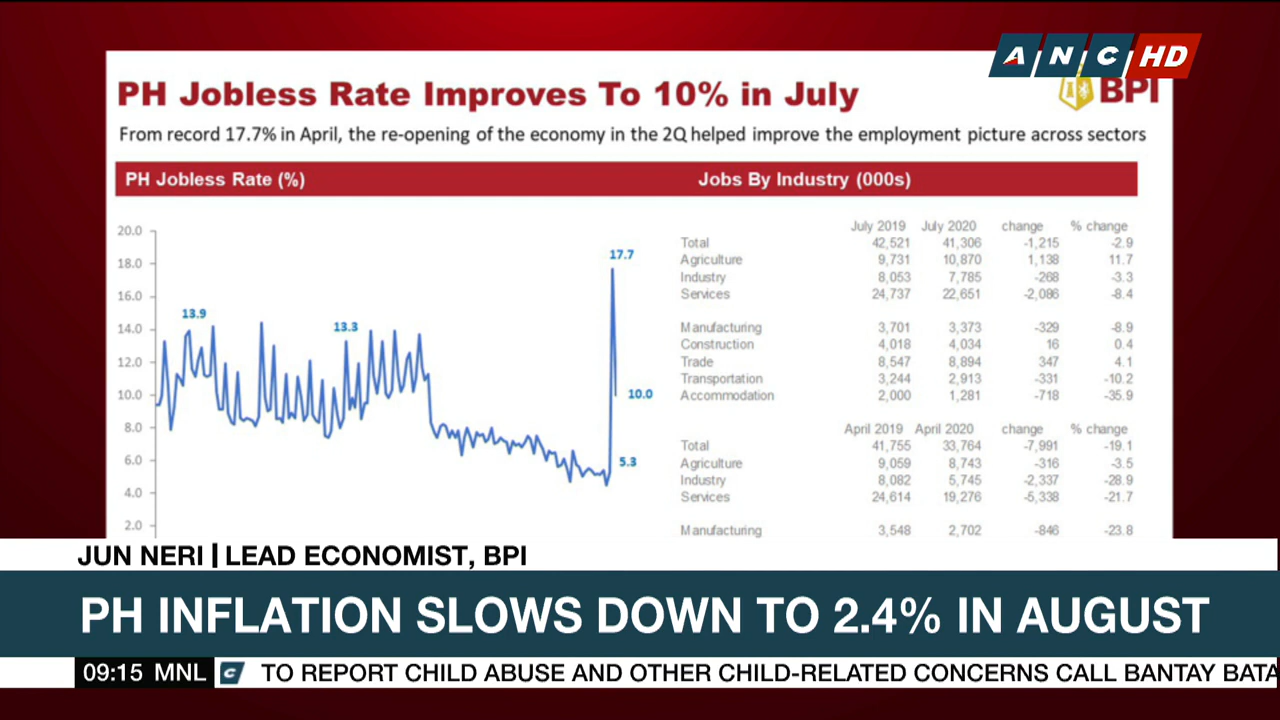 ANC HD
PH Jobless Rate Improves To 10% in July
BPI
From record 17.7% in April, the re-opening of the economy in the 2Q helped improve the employment picture across sectors
PH Jobless Rate (%)
20.0
18.0
16.0
14.0
12.0
10.0
8.0
6.0
4.0
2.0
13.9
13.3
17.7
10.0
5.3
Jobs By Industry (000s)
July 2019 July 2020 change % change
Total 42,521 41,306 -1,215 -2.9
Agriculture 9,731 10,870 1,138 11.7
Industry 8,053 7,785 -268 -3.3
Services 24,737 22,651 -2,086 -8.4
Manufacturing 3,701 3,373 -329 -8.9
Construction 4,018 4,034 16 0.4
Trade 8,547 8,894 347 4.1
Transportation 3,244 2,913 -331 -10.2
Accommodation 2,000 1,281 -718 -35.9
April 2019 April 2020 change % change
Total 41,755 33,764 -7,991 -19.1
Agriculture 9,059 8,743 -316 -3.5
Industry 8,082 5,745 -2,337 -28.9
Services 24,614 19,276 -5,338 -21.7
Manufacturing 3,548 2,702 -846 -23.8
JUN NERI | LEAD ECONOMIST, BPI
PH INFLATION SLOWS DOWN TO 2.4% IN AUGUST
09:15 MNL
TO REPORT CHILD ABUSE AND OTHER CHILD-RELATED CONCERNS CALL BANTAY BATA